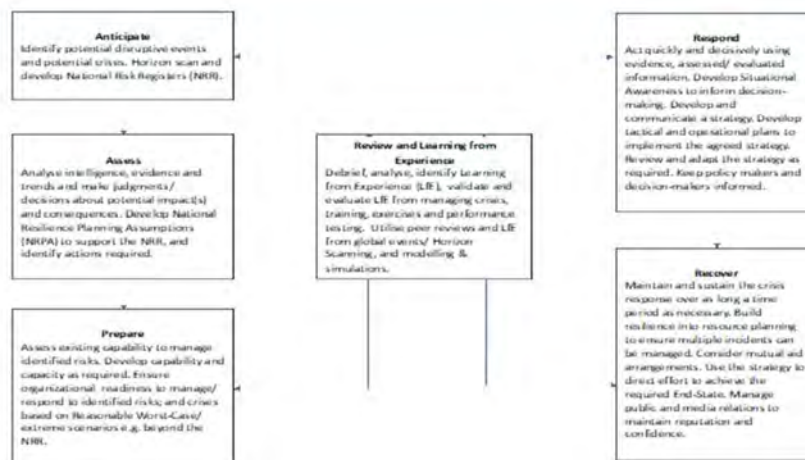 Anticipate
Identify potential disruptive events
and potential crises. Horizon scan and
develop National Risk Registers (NRR).
Assess
Analyse intelligence, evidence and
trends and make judgments/
decisions about potential impact(s)
and consequences. Develop National
Resilience Planning Assumptions
(NRPA) to support the NRR, and
identify actions required.
Prepare
Assess existing capability to manage
identified risks. Develop capability and
capacity as required. Ensure
organizational readiness to manage/
respond to identified risks; and crises
based on Reasonable Worst-Case/
extreme scenarios e.g. beyond the
NRR.
Review and Learning from
Experience
Debrief, analyse, identify Learning
from Experience (LfE), validate and
evaluate LfE from managing crisis,
training, exercises and performance
testing. Utilise peer reviews and LfE
from global events/ Horizon
Scanning, and modelling &
simulations.
Respond
Act quickly and decisively using
evidence, assessed/ evaluated
information. Develop Situational
Awareness to inform decision-
making. Develop and
communicate a strategy. Develop
tactical and operational plans to
implement the agreed strategy.
Review and adapt the strategy as
required. Keep policy makers and
decision-makers informed.
Recover
Maintain and sustain the crisis
response over as long a time
period as necessary. Build
resilience into resource planning
to ensure multiple incidents can
be managed. Consider mutual aid
arrangements. Use the strategy to
direct effort to achieve the
required End-State. Manage
public and media relations to
maintain reputation and
confidence.